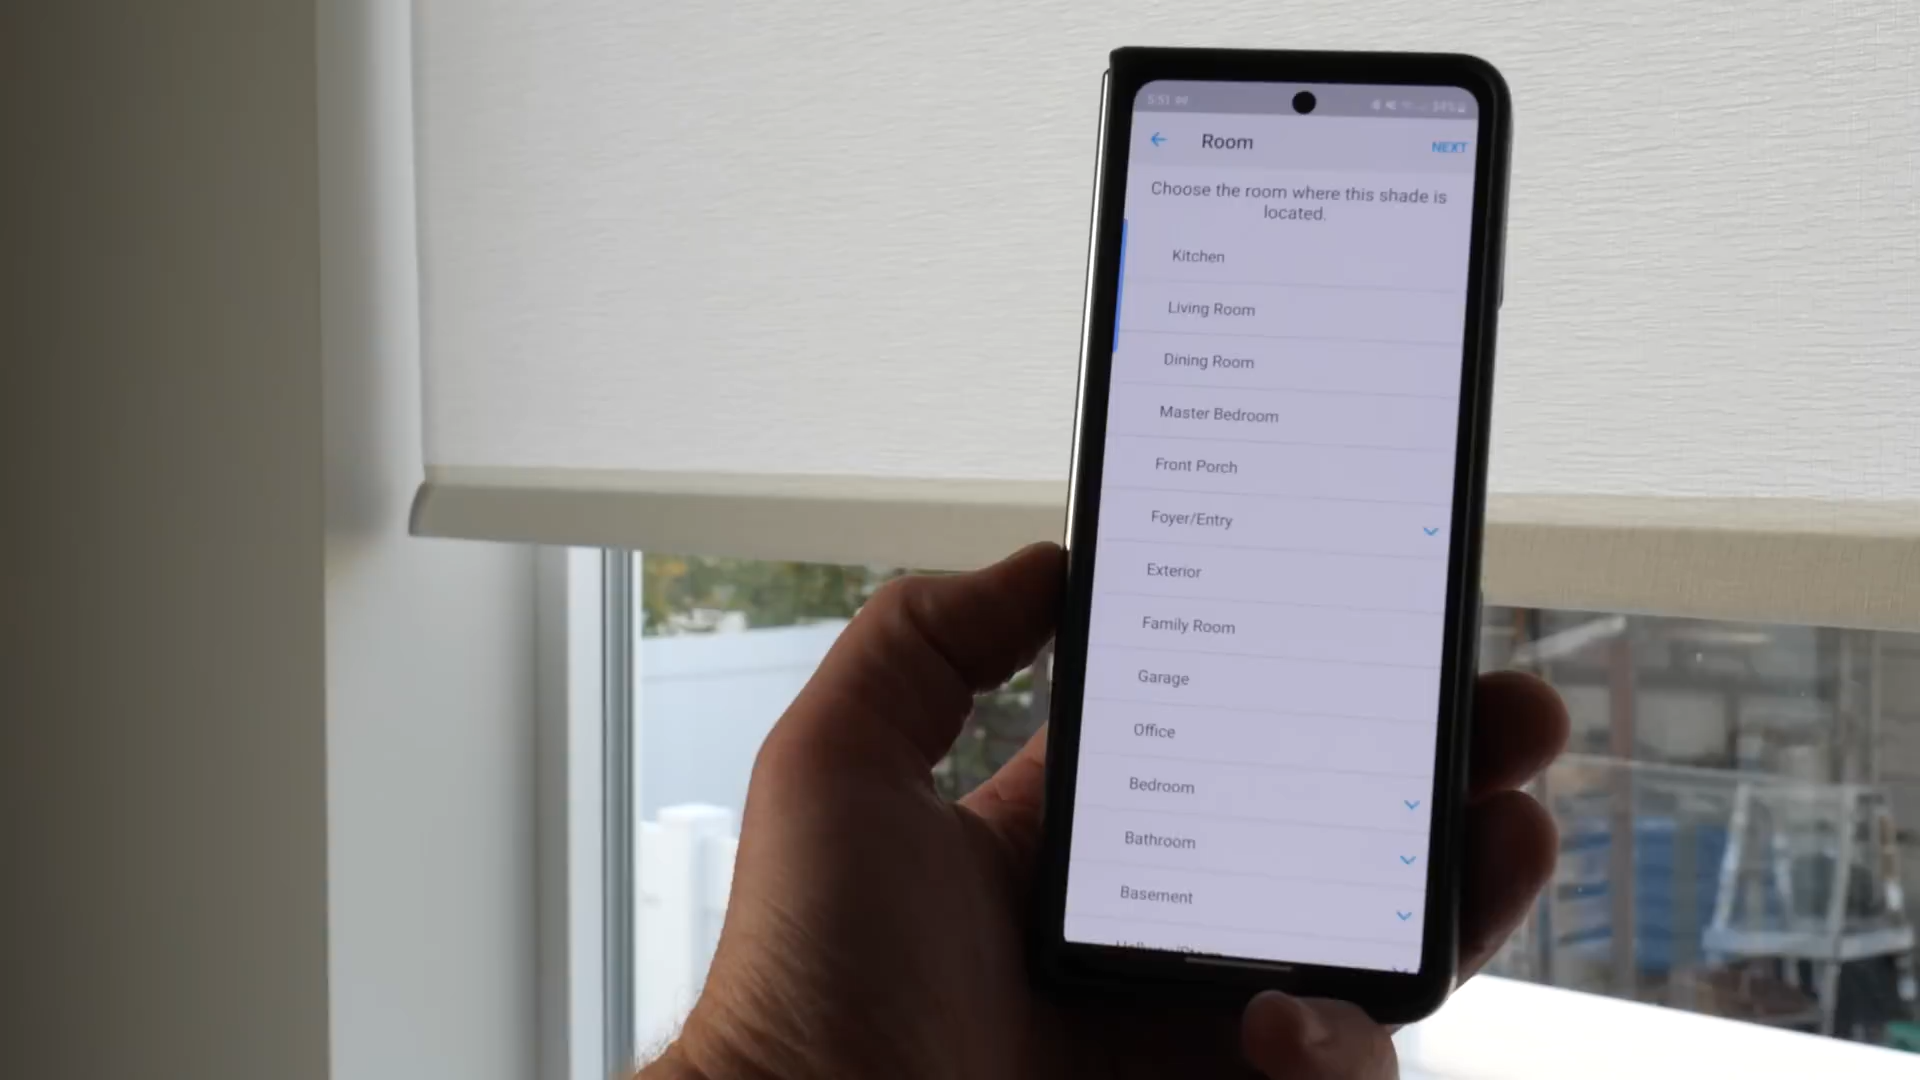 5:51
Room
NEXT
Choose the room where this shade is
located.
Kitchen
Living Room
Dining Room
Master Bedroom
Front Porch
Foyer/Entry
Exterior
Family Room
Garage
Office
Bedroom
Bathroom
Basement